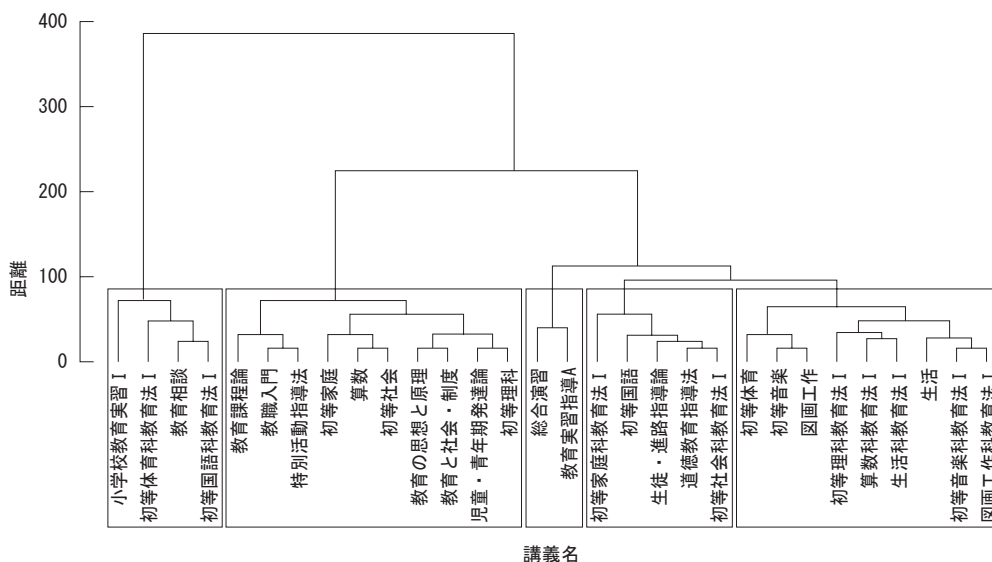 400
300
200
100
0
距離
小学校教育実習Ⅰ
初等体育科教育法Ⅰ
教育相談
初等国語科教育法Ⅰ
教育課程論
教職入門
特別活動指導法
初等家庭
算数
初等社会
教育の思想と原理
教育と社会・制度
児童・青年期発達論
初等理科
総合演習
教育実習指導A
初等家庭科教育法Ⅰ
初等国語
生徒・進路指導論
道徳教育指導法
初等社会科教育法Ⅰ
初等体育
初等音楽
図画工作
初等理科教育法Ⅰ
算数科教育法Ⅰ
生活科教育法Ⅰ
生活
初等音楽科教育法Ⅰ
図画工作科教育法Ⅰ
講義名